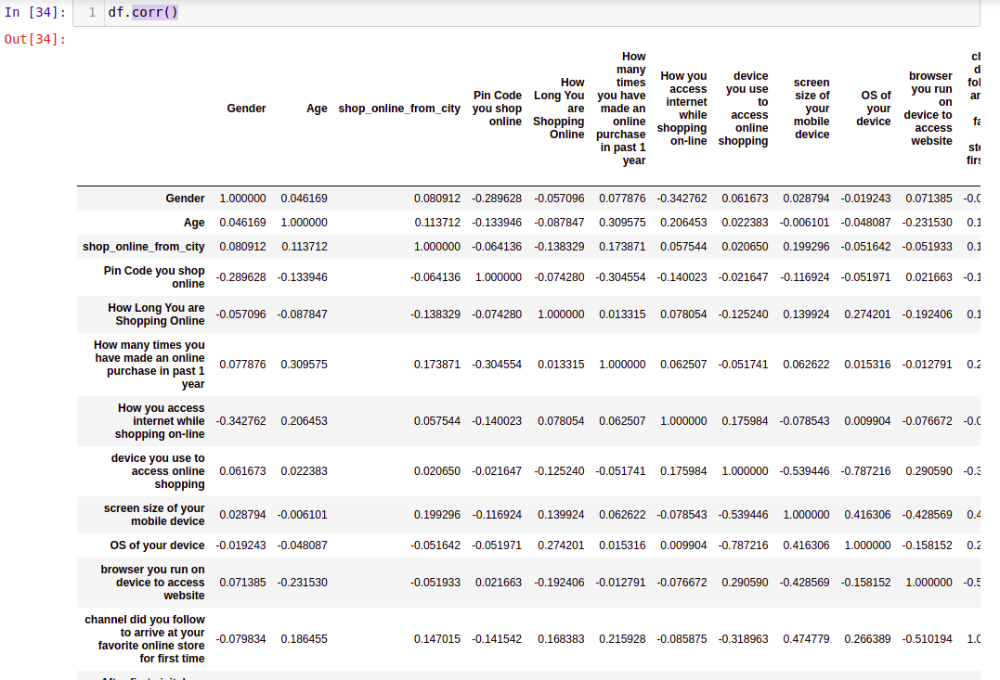 In [34]: 1 df.corr()
Out[34]:
Gender Age shop_online_from_city Pin Code you shop online How Long You are Shopping Online How many times you have made an online purchase in past 1 year How you access internet while shopping on-line device you use to access online shopping screen size of your mobile device OS of your device browser you run on device to access website
Gender 1.000000 0.046169 0.080912 -0.289628 -0.057096 0.077876 -0.342762 0.061673 0.028794 -0.019243 0.071385 -0.0
Age 0.046169 1.000000 0.113712 -0.133946 -0.087847 0.309575 0.206453 0.022383 -0.006101 -0.048087 -0.231530 0.1
shop_online_from_city 0.080912 0.113712 1.000000 -0.064136 -0.138329 0.173871 0.057544 0.020650 0.199296 -0.051642 -0.051933 0.1
Pin Code you shop
online -0.289628 -0.133946 -0.064136 1.000000 -0.074280 -0.304554 -0.140023 -0.021647 -0.116924 -0.051971 0.021663 -0.1
How Long You are
Shopping Online -0.057096 -0.087847 -0.138329 -0.074280 1.000000 0.013315 0.078054 -0.125240 0.139924 0.274201 -0.192406 0.1
How many times you
have made an online
purchase in past 1
year 0.077876 0.309575 0.173871 -0.304554 0.013315 1.000000 0.062507 -0.051741 0.062622 0.015316 -0.012791 0.2
How you access
internet while
shopping on-line -0.342762 0.206453 0.057544 -0.140023 0.078054 0.062507 1.000000 0.175984 -0.078543 0.009904 -0.076672 -0.0
device you use to
access online
shopping 0.061673 0.022383 0.020650 -0.021647 -0.125240 -0.051741 0.175984 1.000000 -0.539446 -0.787216 0.290590 -0.3
screen size of your
mobile device 0.028794 -0.006101 0.199296 -0.116924 0.139924 0.062622 -0.078543 -0.539446 1.000000 0.416306 -0.428569 0.4
OS of your device -0.019243 -0.048087 -0.051642 -0.051971 0.274201 0.015316 0.009904 -0.787216 0.416306 1.000000 -0.158152 0.2
browser you run on
device to access
website 0.071385 -0.231530 -0.051933 0.021663 -0.192406 -0.012791 -0.076672 0.290590 -0.428569 -0.158152 1.000000 -0.5
channel did you follow
to arrive at your
favorite online store
for first time -0.079834 0.186455 0.147015 -0.141542 0.168383 0.215928 -0.085875 -0.318963 0.474779 0.266389 -0.510194 1.0